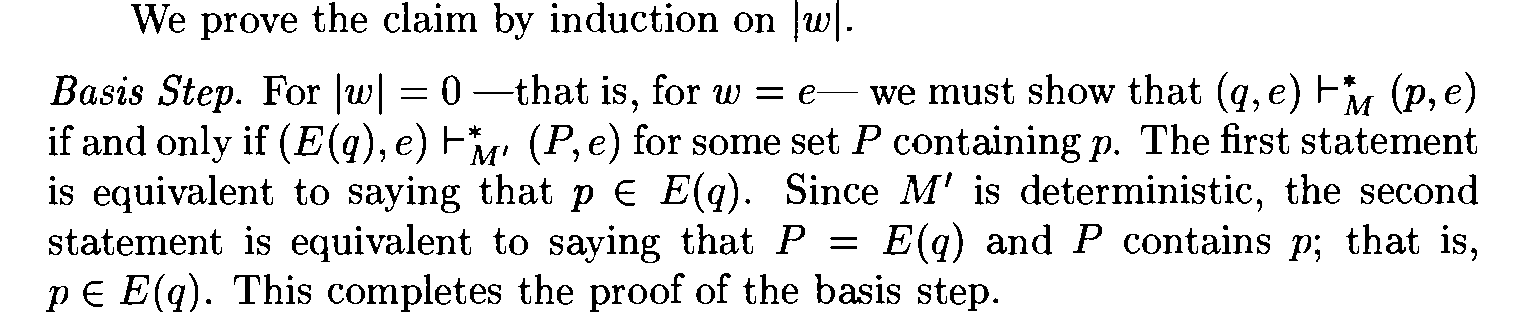 We prove the claim by induction on |w|.
Basis Step. For |w| = 0 —that is, for w = e— we must show that (q, e) ⊢*M (p, e)
if and only if (E(q), e) ⊢*M′ (P, e) for some set P containing p. The first statement
is equivalent to saying that p ∈ E(q). Since M′ is deterministic, the second
statement is equivalent to saying that P = E(q) and P contains p; that is,
p ∈ E(q). This completes the proof of the basis step.